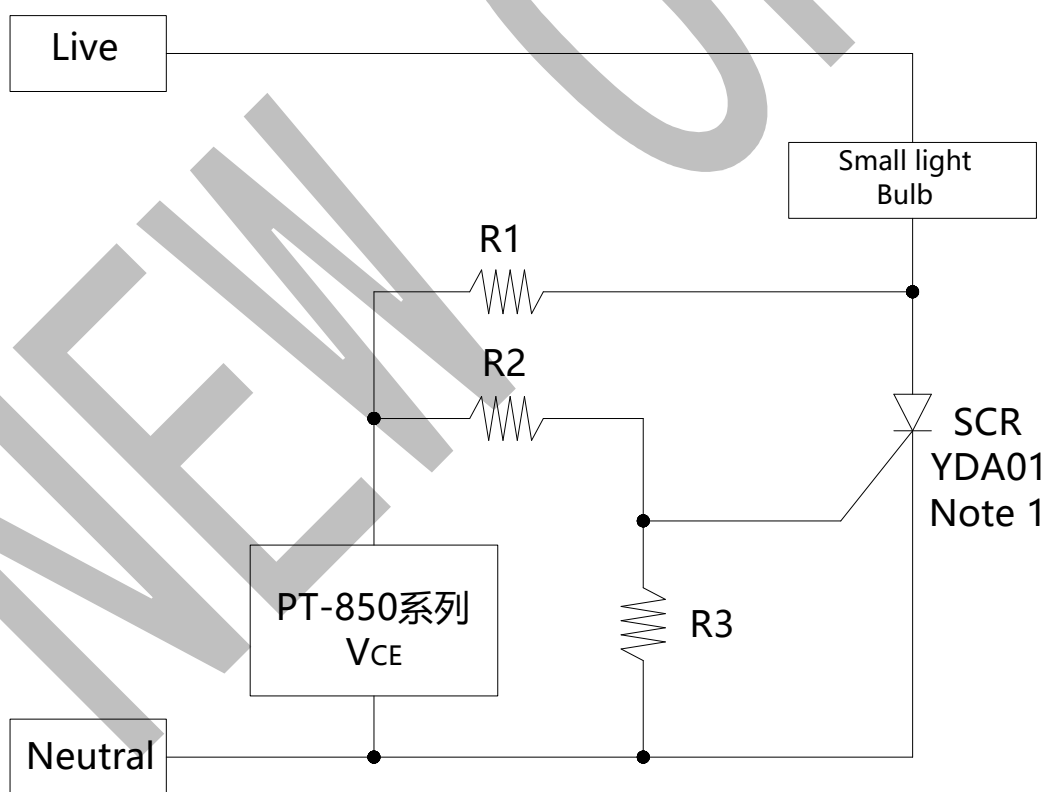 Live
Small light
Bulb
R1
R2
SCR
YDA01
Note 1
PT-850系列
VCE
R3
Neutral
NEW